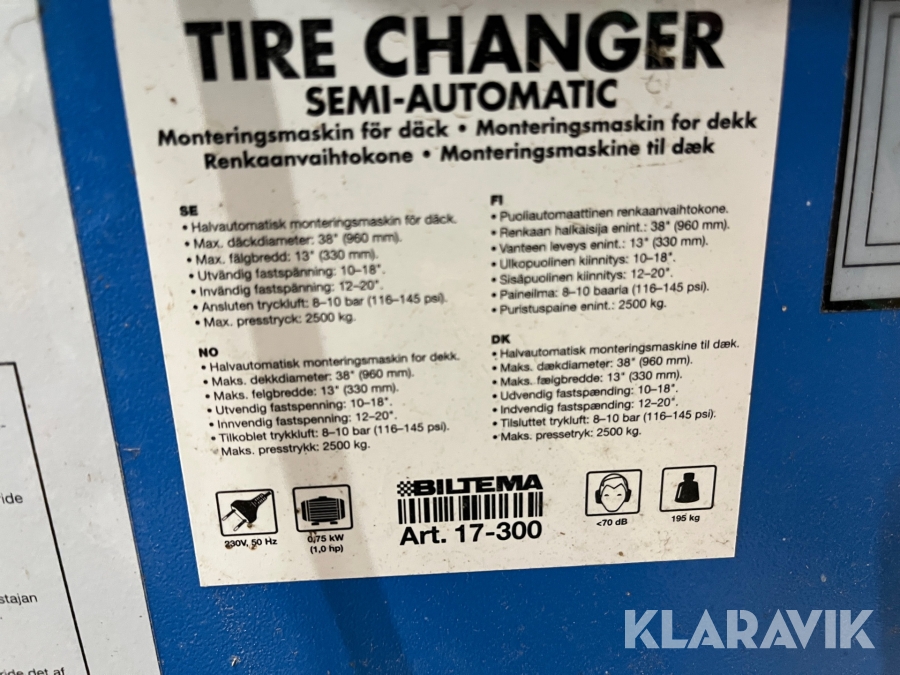 TIRE CHANGER
SEMI-AUTOMATIC
Monteringsmaskin för däck • Monteringsmaskin for dekk
Renkaanvaihtokone • Monteringsmaskine til dæk
SE
• Halvautomatisk monteringsmaskin för däck.
• Max. däckdiameter: 38" (960 mm).
• Max. fälgbredd: 13" (330 mm).
• Utvändig fastspänning: 10–18".
• Invändig fastspänning: 12–20".
• Ansluten tryckluft: 8–10 bar (116–145 psi).
• Max. presstryck: 2500 kg.
FI
• Puoliautomaattinen renkaanvaihtokone.
• Renkaan halkaisija enint.: 38" (960 mm).
• Vanteen leveys enint.: 13" (330 mm).
• Ulkopuolinen kiinnitys: 10–18".
• Sisäpuolinen kiinnitys: 12–20".
• Paineilma: 8–10 baaria (116–145 psi).
• Puristuspaine enint.: 2500 kg.
NO
• Halvautomatisk monteringsmaskin for dekk.
• Maks. dekkdiameter: 38" (960 mm).
• Maks. felgbredde: 13" (330 mm).
• Utvendig fastspenning: 10–18".
• Innvendig fastspenning: 12–20".
• Tilkoblet trykkluft: 8–10 bar (116–145 psi).
• Maks. presstrykk: 2500 kg.
DK
• Halvautomatisk monteringsmaskine til dæk.
• Maks. dækdiameter: 38" (960 mm).
• Maks. fælgbredde: 13" (330 mm).
• Udvendig fastspænding: 10–18".
• Indvendig fastspænding: 12–20".
• Tilsluttet trykluft: 8–10 bar (116–145 psi).
• Maks. pressetryk: 2500 kg.
BILTEMA
Art. 17-300
230V, 50 Hz
0,75 kW
(1,0 hp)
<70 dB
195 kg
ide
stajan
ride det af
KLARAVIK